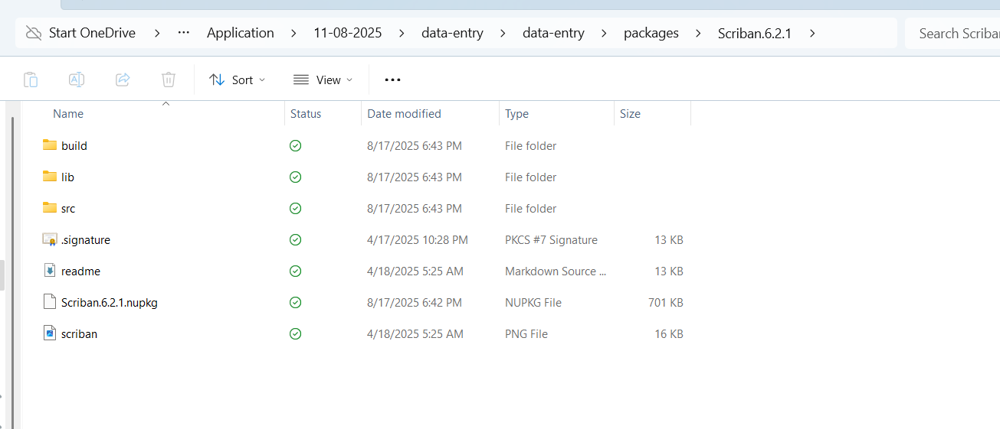 Start OneDrive > ··· Application > 11-08-2025 > data-entry > data-entry > packages > Scriban.6.2.1 > Search Scriba
Sort View ···
Name Status Date modified Type Size
build 8/17/2025 6:43 PM File folder
lib 8/17/2025 6:43 PM File folder
src 8/17/2025 6:43 PM File folder
.signature 4/17/2025 10:28 PM PKCS #7 Signature 13 KB
readme 4/18/2025 5:25 AM Markdown Source ... 13 KB
Scriban.6.2.1.nupkg 8/17/2025 6:42 PM NUPKG File 701 KB
scriban 4/18/2025 5:25 AM PNG File 16 KB